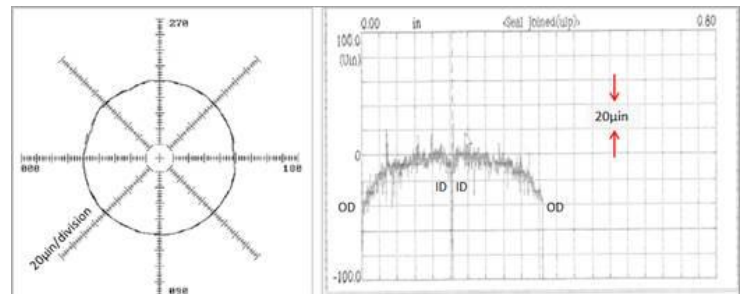 270
000
180
20µin/division
090
0.00 in <Seal Joined(ulp)> 0.80
100.0
(Uin)
20µin
0
ID ID
OD OD
-100.0